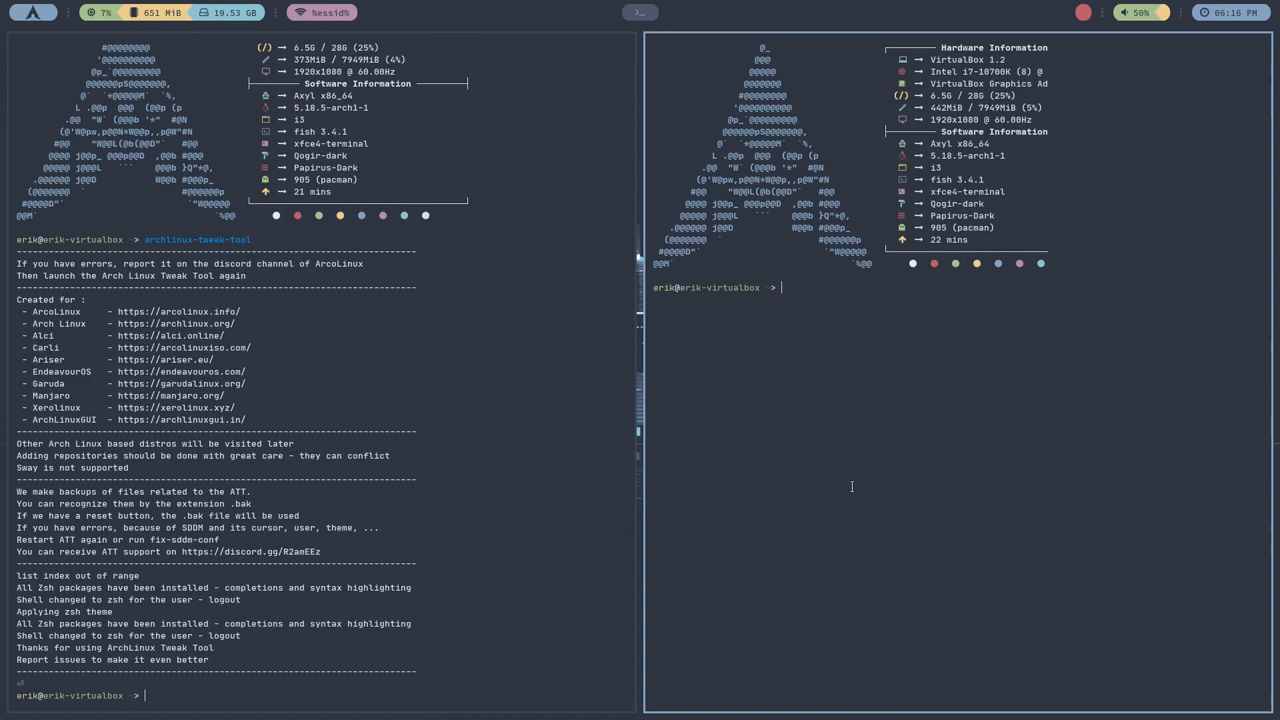 7% 651 MiB 19.53 GB %essid% >_ 50% 06:16 PM
(/) → 6.5G / 28G (25%)
→ 373MiB / 7949MiB (4%)
→ 1920x1080 @ 60.00Hz
Software Information
→ Axyl x86_64
→ 5.18.5-arch1-1
→ i3
→ fish 3.4.1
→ xfce4-terminal
→ Qogir-dark
→ Papirus-Dark
→ 905 (pacman)
→ 21 mins
erik@erik-virtualbox ~> archlinux-tweak-tool
---------------------------------------------------------------------------
If you have errors, report it on the discord channel of ArcoLinux
Then launch the Arch Linux Tweak Tool again
---------------------------------------------------------------------------
Created for :
- ArcoLinux - https://arcolinux.info/
- Arch Linux - https://archlinux.org/
- Alci - https://alci.online/
- Carli - https://arcolinuxiso.com/
- Ariser - https://ariser.eu/
- EndeavourOS - https://endeavouros.com/
- Garuda - https://garudalinux.org/
- Manjaro - https://manjaro.org/
- Xerolinux - https://xerolinux.xyz/
- ArchLinuxGUI - https://archlinuxgui.in/
---------------------------------------------------------------------------
Other Arch Linux based distros will be visited later
Adding repositories should be done with great care - they can conflict
Sway is not supported
---------------------------------------------------------------------------
We make backups of files related to the ATT.
You can recognize them by the extension .bak
If we have a reset button, the .bak file will be used
If you have errors, because of SDDM and its cursor, user, theme, ...
Restart ATT again or run fix-sddm-conf
You can receive ATT support on https://discord.gg/R2amEEz
---------------------------------------------------------------------------
list index out of range
All Zsh packages have been installed - completions and syntax highlighting
Shell changed to zsh for the user - logout
Applying zsh theme
All Zsh packages have been installed - completions and syntax highlighting
Shell changed to zsh for the user - logout
Thanks for using ArchLinux Tweak Tool
Report issues to make it even better
---------------------------------------------------------------------------
⏎
erik@erik-virtualbox ~>
Hardware Information
→ VirtualBox 1.2
→ Intel i7-10700K (8) @
→ VirtualBox Graphics Ad
(/) → 6.5G / 28G (25%)
→ 442MiB / 7949MiB (5%)
→ 1920x1080 @ 60.00Hz
Software Information
→ Axyl x86_64
→ 5.18.5-arch1-1
→ i3
→ fish 3.4.1
→ xfce4-terminal
→ Qogir-dark
→ Papirus-Dark
→ 905 (pacman)
→ 22 mins
erik@erik-virtualbox ~>